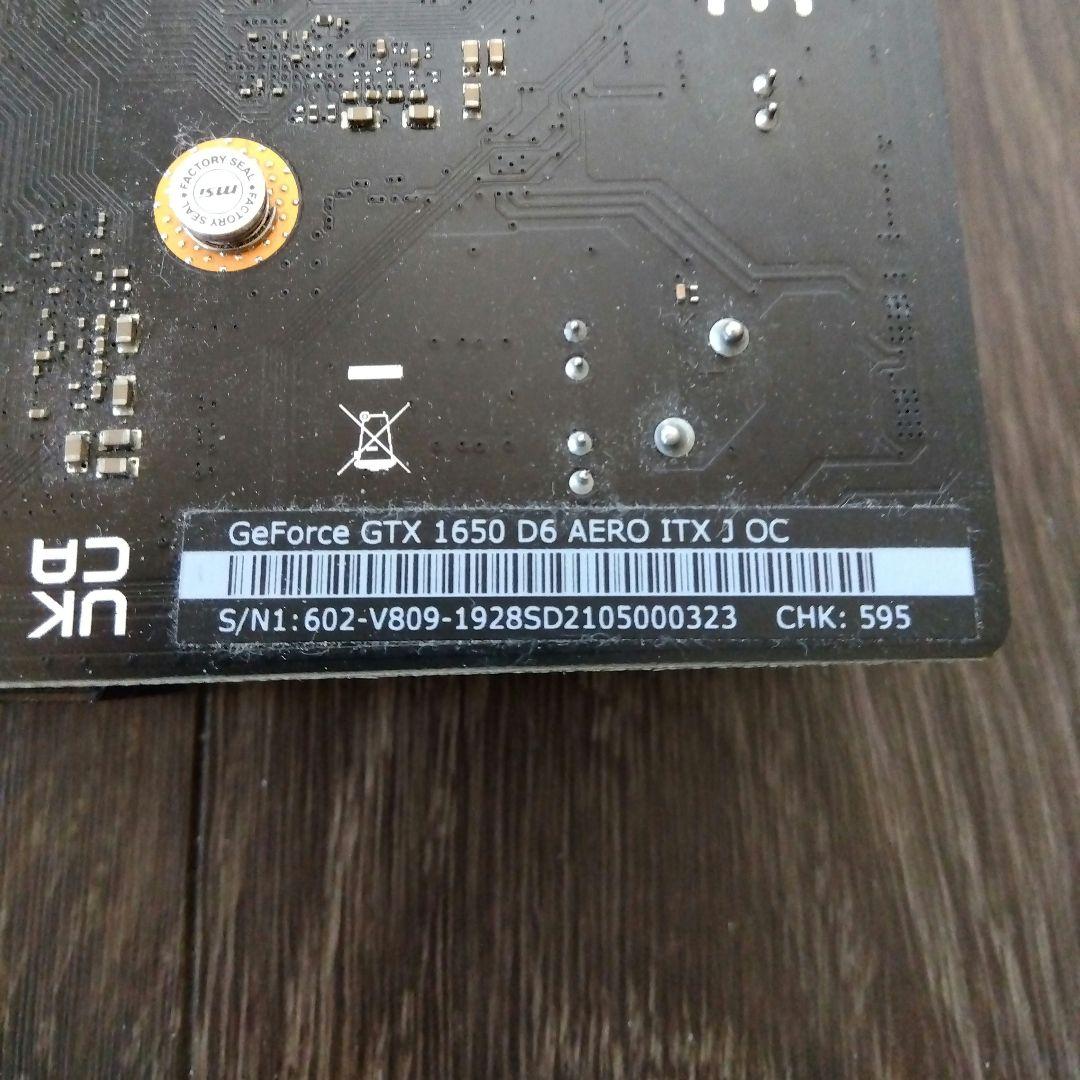 FACTORY SEAL • FACTORY SEAL •
msi
GeForce GTX 1650 D6 AERO ITX J OC
S/N1:602-V809-1928SD2105000323 CHK: 595
UK
CA